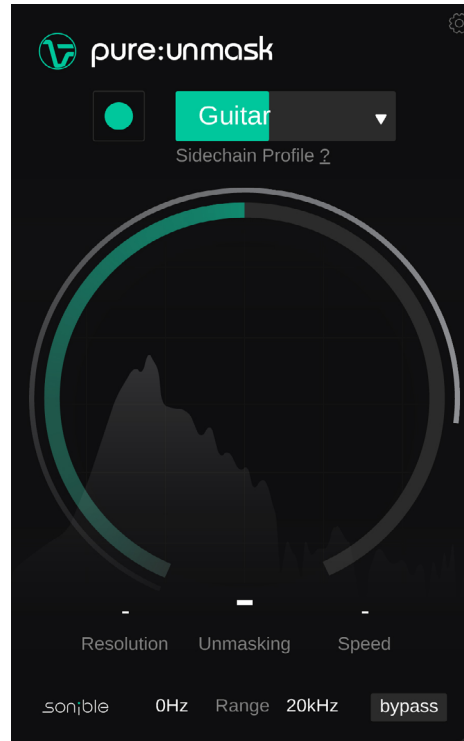 pure:unmask
Guitar
Sidechain Profile ?
- - -
Resolution Unmasking Speed
sonible 0Hz Range 20kHz bypass